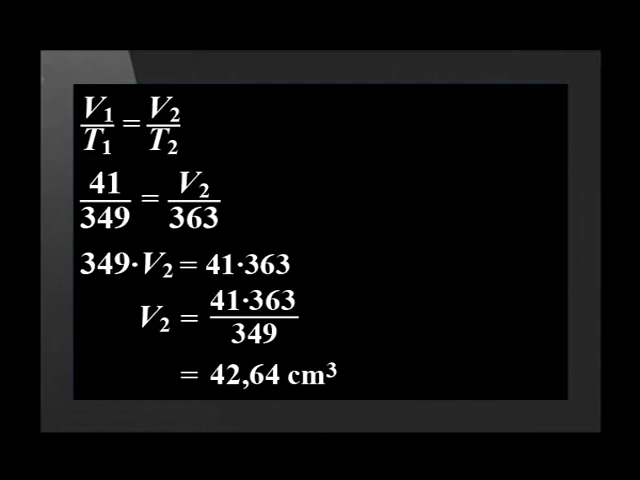 V₁/T₁ = V₂/T₂
41/349 = V₂/363
349·V₂ = 41·363
V₂ = 41·363/349
= 42,64 cm³